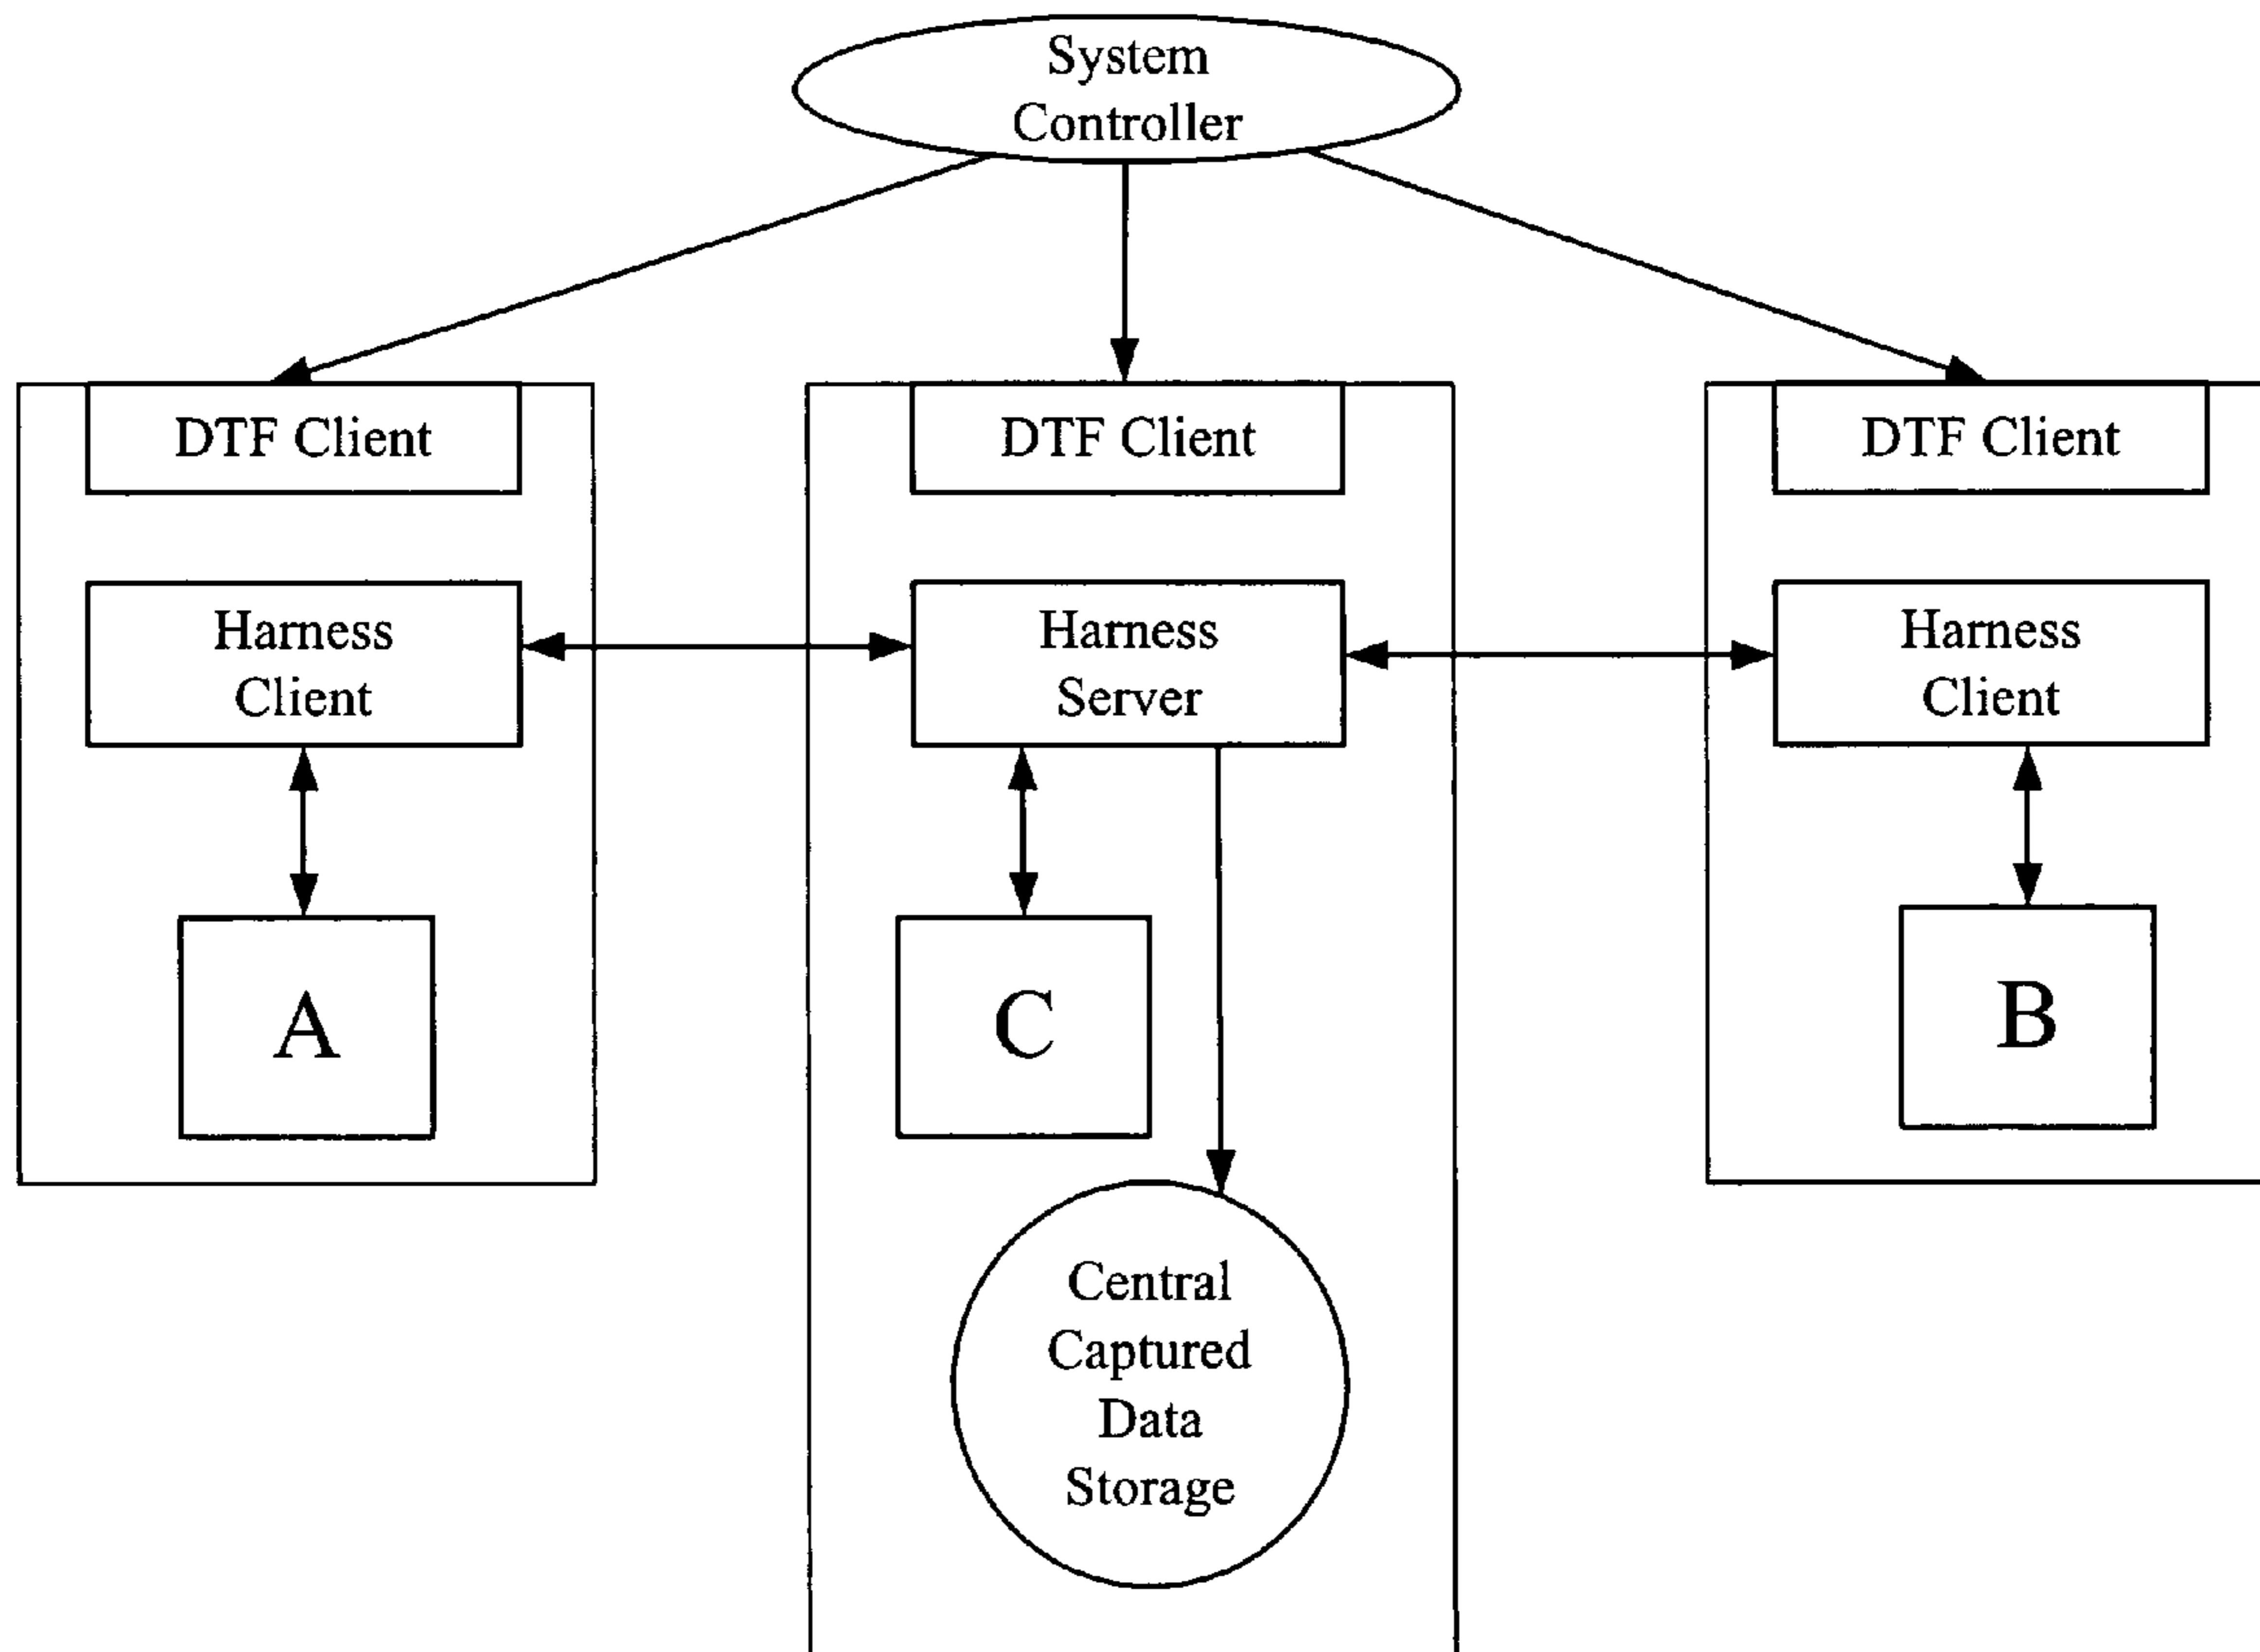 System
Controller
DTF Client
DTF Client
DTF Client
Harness
Client
Harness
Server
Harness
Client
A
C
B
Central
Captured
Data
Storage